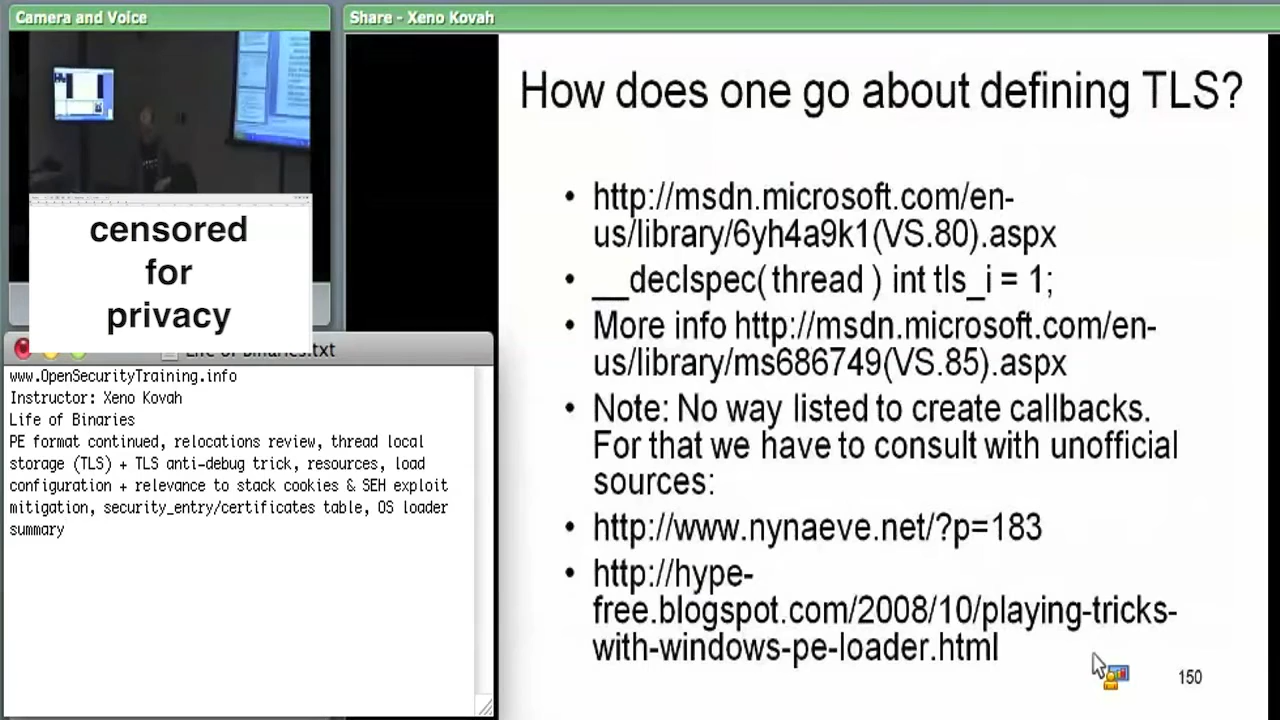 Camera and Voice
Share - Xeno Kovah
censored
for
privacy
Life of Binaries.txt
www.OpenSecurityTraining.info
Instructor: Xeno Kovah
Life of Binaries
PE format continued, relocations review, thread local
storage (TLS) + TLS anti-debug trick, resources, load
configuration + relevance to stack cookies & SEH exploit
mitigation, security_entry/certificates table, OS loader
summary
How does one go about defining TLS?
• http://msdn.microsoft.com/en-
us/library/6yh4a9k1(VS.80).aspx
• __declspec( thread ) int tls_i = 1;
• More info http://msdn.microsoft.com/en-
us/library/ms686749(VS.85).aspx
• Note: No way listed to create callbacks.
For that we have to consult with unofficial
sources:
• http://www.nynaeve.net/?p=183
• http://hype-
free.blogspot.com/2008/10/playing-tricks-
with-windows-pe-loader.html
150